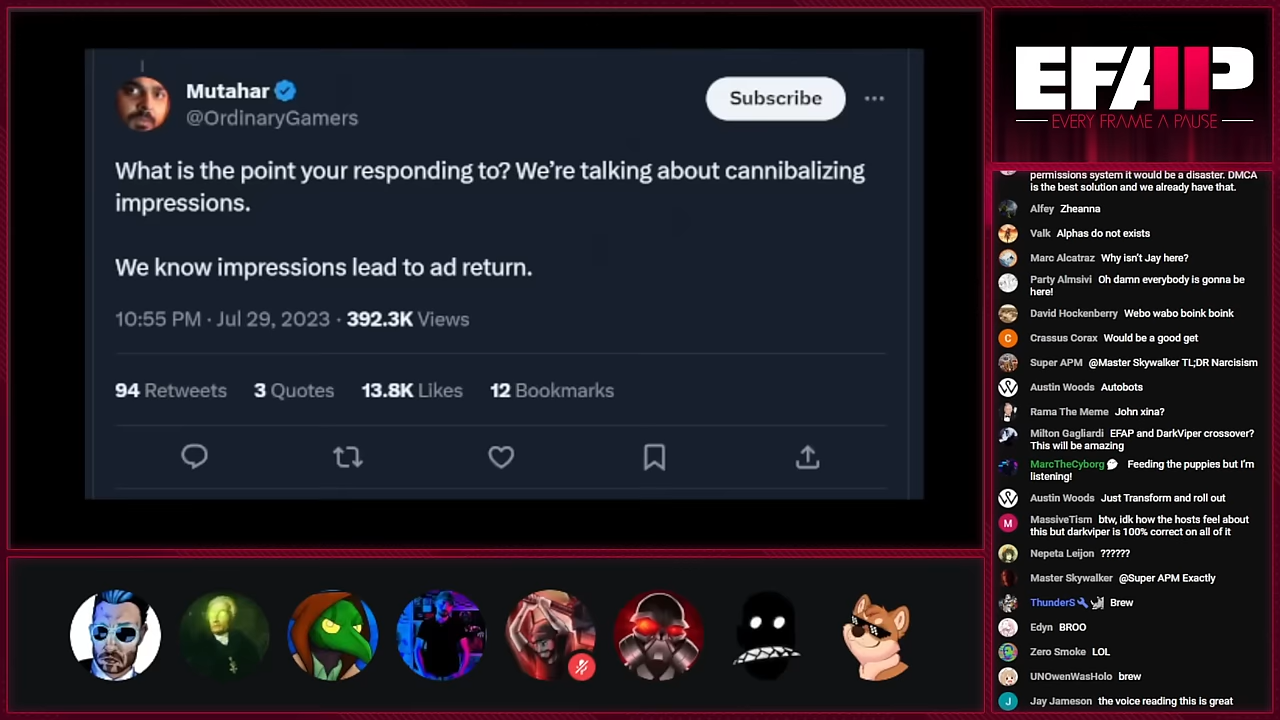 Mutahar
@OrdinaryGamers
Subscribe
What is the point your responding to? We're talking about cannibalizing
impressions.
We know impressions lead to ad return.
10:55 PM · Jul 29, 2023 · 392.3K Views
94 Retweets 3 Quotes 13.8K Likes 12 Bookmarks
EFAP
EVERY FRAME A PAUSE
permissions system it would be a disaster. DMCA
is the best solution and we already have that.
Alfey Zheanna
Valk Alphas do not exists
Marc Alcatraz Why isn't Jay here?
Party Almsivi Oh damn everybody is gonna be
here!
David Hockenberry Webo wabo boink boink
C Crassus Corax Would be a good get
Super APM @Master Skywalker TL;DR Narcisism
Austin Woods Autobots
Rama The Meme John xina?
Milton Gagliardi EFAP and DarkViper crossover?
This will be amazing
MarcTheCyborg Feeding the puppies but I'm
listening!
Austin Woods Just Transform and roll out
M MassiveTism btw, idk how the hosts feel about
this but darkviper is 100% correct on all of it
Nepeta Leijon ??????
Master Skywalker @Super APM Exactly
ThunderS Brew
Edyn BROO
Zero Smoke LOL
UNOwenWasHolo brew
J Jay Jameson the voice reading this is great